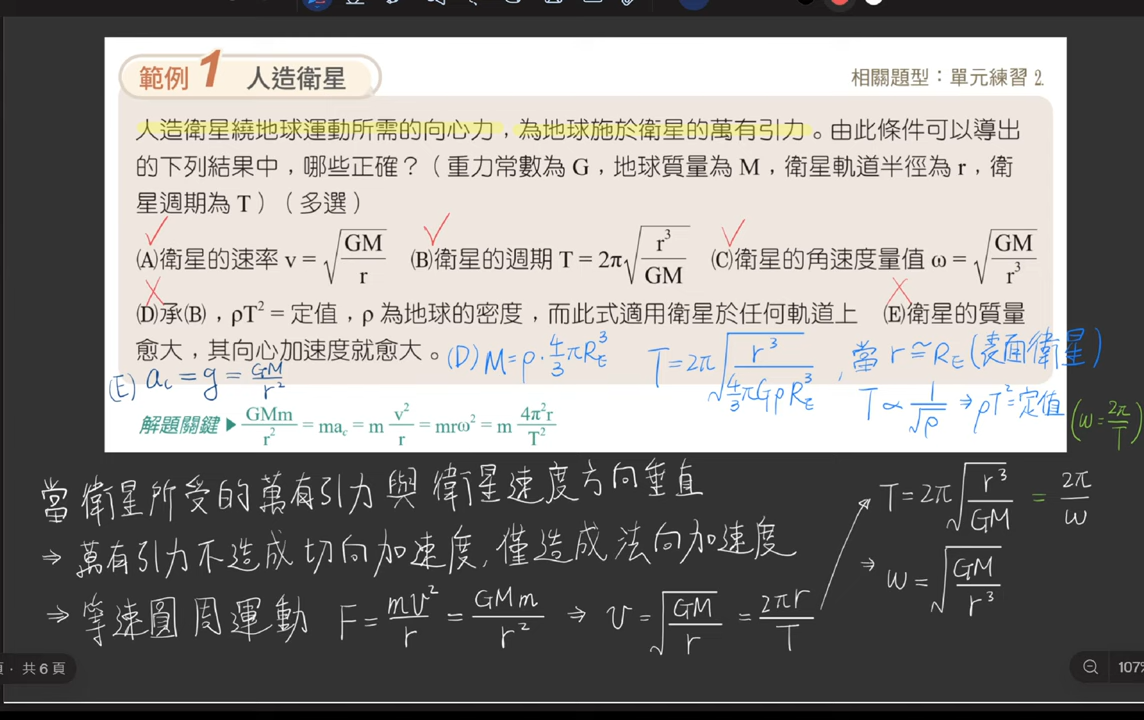 範例 1 人造衛星
相關題型：單元練習 2.
人造衛星繞地球運動所需的向心力，為地球施於衛星的萬有引力。由此條件可以導出
的下列結果中，哪些正確？（重力常數為 G，地球質量為 M，衛星軌道半徑為 r，衛
星週期為 T）（多選）
(A)衛星的速率 v = √(GM/r) (B)衛星的週期 T = 2π√(r³/GM) (C)衛星的角速度量值 ω = √(GM/r³)
(D)承(B)，ρT² = 定值，ρ 為地球的密度，而此式適用衛星於任何軌道上 (E)衛星的質量
愈大，其向心加速度就愈大。
(D) M = ρ · 4/3 πR_E³ T = 2π√(r³/(4/3 πGρR_E³)) , 當 r ≅ R_E (表面衛星)
T ∝ 1/√ρ ⇒ ρT² = 定值
(E) a_c = g = GM/r²
(ω = 2π/T)
解題關鍵 ▶ GMm/r² = ma_c = m v²/r = mrω² = m 4π²r/T²
當衛星所受的萬有引力與衛星速度方向垂直
⇒ 萬有引力不造成切向加速度, 僅造成法向加速度
⇒ 等速圓周運動 F = mv²/r = GMm/r² ⇒ v = √(GM/r) = 2πr/T
T = 2π√(r³/GM) = 2π/ω
⇒ ω = √(GM/r³)
頁 · 共 6 頁
107%